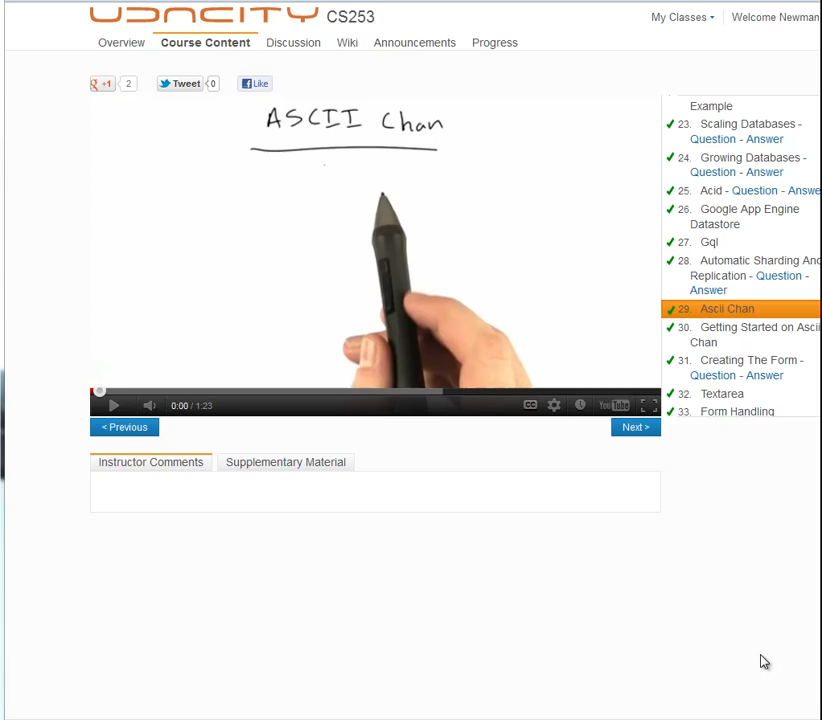 UDACITY CS253
My Classes
Welcome Newman
Overview
Course Content
Discussion
Wiki
Announcements
Progress
+1
2
Tweet
0
Like
ASCII Chan
0:00 / 1:23
CC
YouTube
Example
23. Scaling Databases -
Question - Answer
24. Growing Databases -
Question - Answer
25. Acid - Question - Answe
26. Google App Engine
Datastore
27. Gql
28. Automatic Sharding And
Replication - Question -
Answer
29. Ascii Chan
30. Getting Started on Ascii
Chan
31. Creating The Form -
Question - Answer
32. Textarea
33. Form Handling
< Previous
Next >
Instructor Comments
Supplementary Material